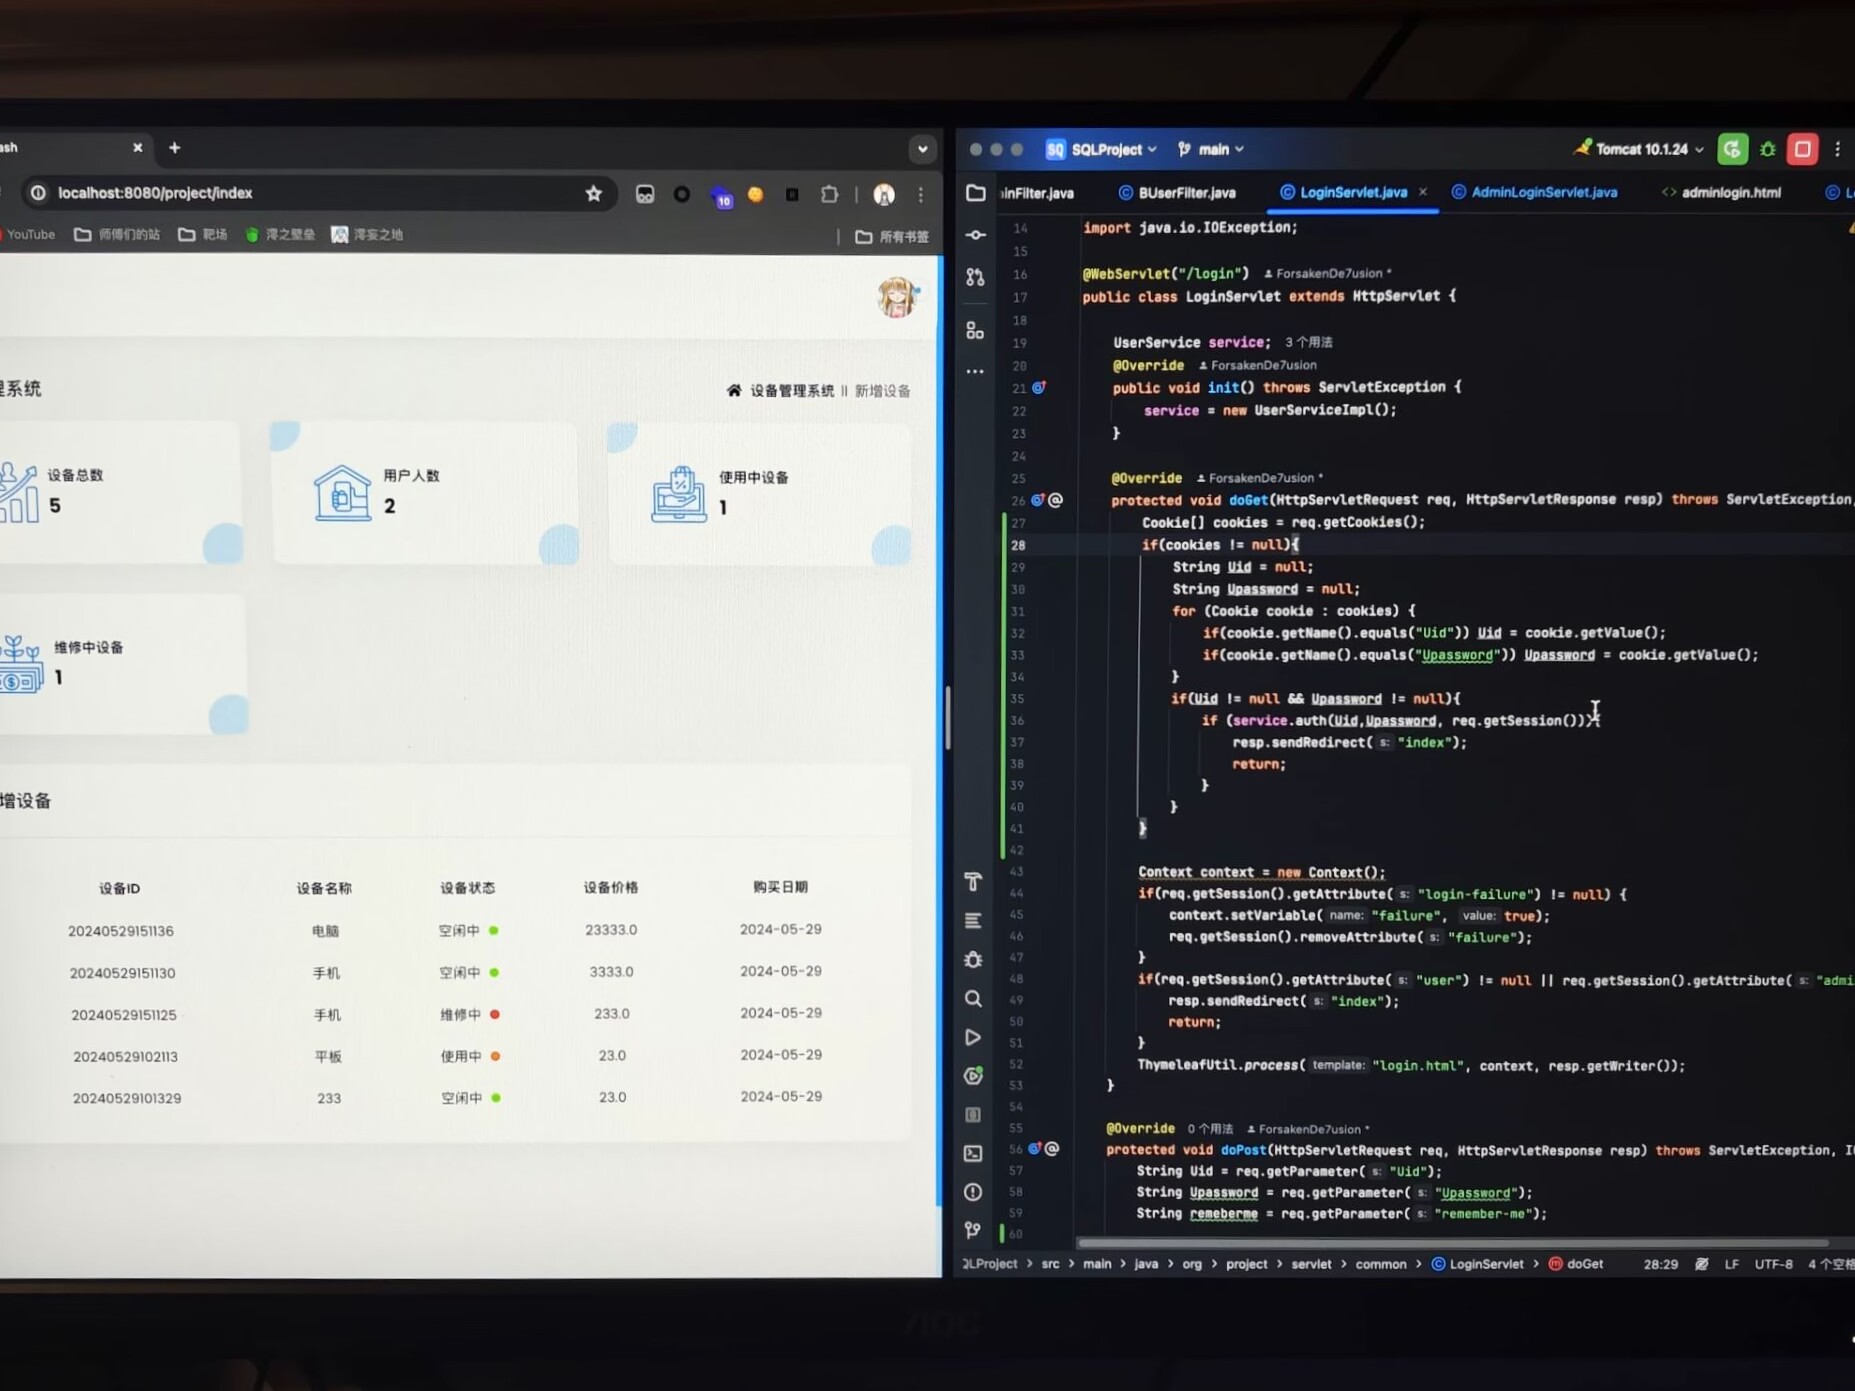 ash
localhost:8080/project/index
10
YouTube 师傅们的站 靶场 澪之壁垒 澪妄之地 所有书签
理系统
设备管理系统 || 新增设备
设备总数
5
用户人数
2
使用中设备
1
维修中设备
1
增设备
设备ID 设备名称 设备状态 设备价格 购买日期
20240529151136 电脑 空闲中 23333.0 2024-05-29
20240529151130 手机 空闲中 3333.0 2024-05-29
20240529151125 手机 维修中 233.0 2024-05-29
20240529102113 平板 使用中 23.0 2024-05-29
20240529101329 233 空闲中 23.0 2024-05-29
SQ SQLProject main Tomcat 10.1.24
inFilter.java BUserFilter.java LoginServlet.java AdminLoginServlet.java adminlogin.html
14 import java.io.IOException;
15
16 @WebServlet("/login") ForsakenDe7usion *
17 public class LoginServlet extends HttpServlet {
18
19 UserService service; 3 个用法
20 @Override ForsakenDe7usion
21 public void init() throws ServletException {
22 service = new UserServiceImpl();
23 }
24
25 @Override ForsakenDe7usion *
26 protected void doGet(HttpServletRequest req, HttpServletResponse resp) throws ServletException,
27 Cookie[] cookies = req.getCookies();
28 if(cookies != null){
29 String Uid = null;
30 String Upassword = null;
31 for (Cookie cookie : cookies) {
32 if(cookie.getName().equals("Uid")) Uid = cookie.getValue();
33 if(cookie.getName().equals("Upassword")) Upassword = cookie.getValue();
34 }
35 if(Uid != null && Upassword != null){
36 if (service.auth(Uid,Upassword, req.getSession())){
37 resp.sendRedirect( s: "index");
38 return;
39 }
40 }
41 }
42
43 Context context = new Context();
44 if(req.getSession().getAttribute( s: "login-failure") != null) {
45 context.setVariable( name: "failure", value: true);
46 req.getSession().removeAttribute( s: "failure");
47 }
48 if(req.getSession().getAttribute( s: "user") != null || req.getSession().getAttribute( s: "admi
49 resp.sendRedirect( s: "index");
50 return;
51 }
52 ThymeleafUtil.process( template: "login.html", context, resp.getWriter());
53 }
54
55 @Override 0 个用法 ForsakenDe7usion *
56 protected void doPost(HttpServletRequest req, HttpServletResponse resp) throws ServletException, I
57 String Uid = req.getParameter( s: "Uid");
58 String Upassword = req.getParameter( s: "Upassword");
59 String remeberme = req.getParameter( s: "remember-me");
60
QLProject > src > main > java > org > project > servlet > common > LoginServlet > doGet 28:29 LF UTF-8 4 个空格
AOC